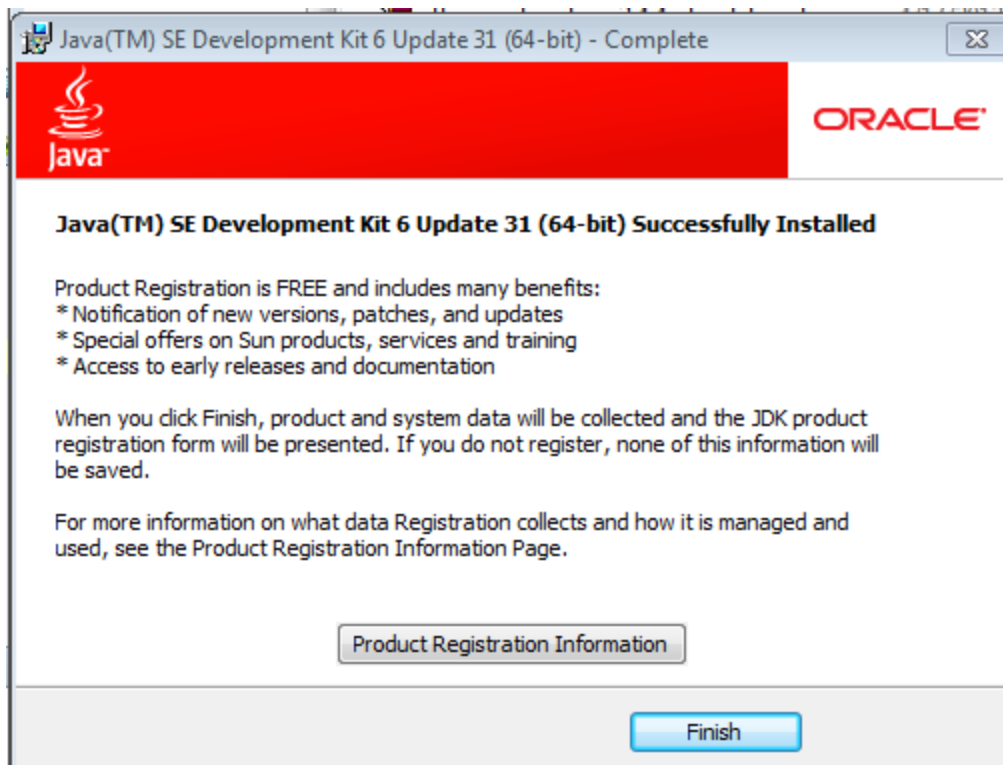 Java(TM) SE Development Kit 6 Update 31 (64-bit) - Complete
Java™
ORACLE®
Java(TM) SE Development Kit 6 Update 31 (64-bit) Successfully Installed
Product Registration is FREE and includes many benefits:
* Notification of new versions, patches, and updates
* Special offers on Sun products, services and training
* Access to early releases and documentation
When you click Finish, product and system data will be collected and the JDK product
registration form will be presented. If you do not register, none of this information will
be saved.
For more information on what data Registration collects and how it is managed and
used, see the Product Registration Information Page.
Product Registration Information
Finish